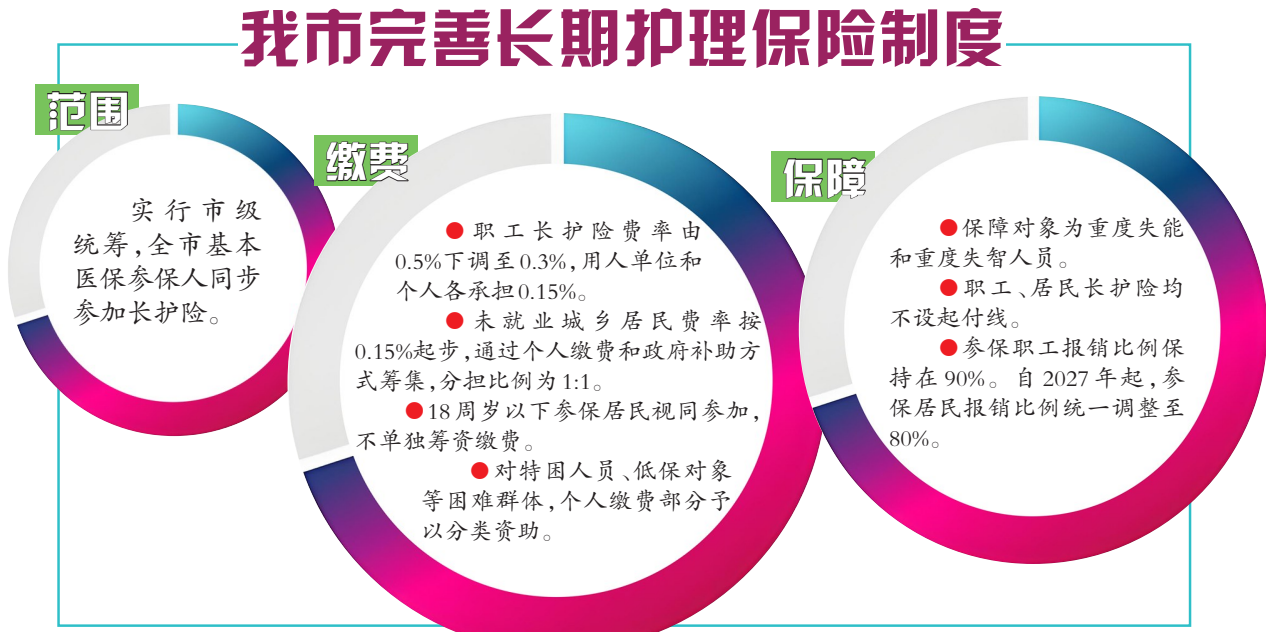 我市完善长期护理保险制度
范围
实行市级
统筹，全市基本
医保参保人同步
参加长护险。
缴费
●职工长护险费率由
0.5%下调至0.3%，用人单位和
个人各承担0.15%。
●未就业城乡居民费率按
0.15%起步，通过个人缴费和政府补助方
式筹集，分担比例为1:1。
●18周岁以下参保居民视同参加，
不单独筹资缴费。
●对特困人员、低保对象
等困难群体，个人缴费部分予
以分类资助。
保障
●保障对象为重度失能
和重度失智人员。
●职工、居民长护险均
不设起付线。
●参保职工报销比例保
持在90%。自2027年起，参
保居民报销比例统一调整至
80%。